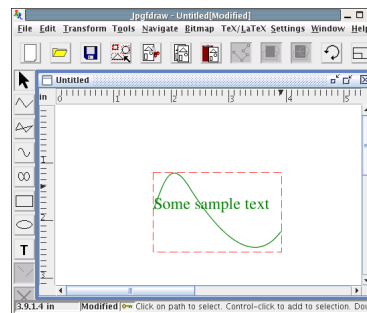 Jpgfdraw - Untitled[Modified]
File Edit Transform Tools Navigate Bitmap TeX/LaTeX Settings Window Help
Untitled
in 0 1 2 3 4 5
1
2
3
Some sample text
T
3,9.1.4 in Modified Click on path to select. Control-click to add to selection. Dou